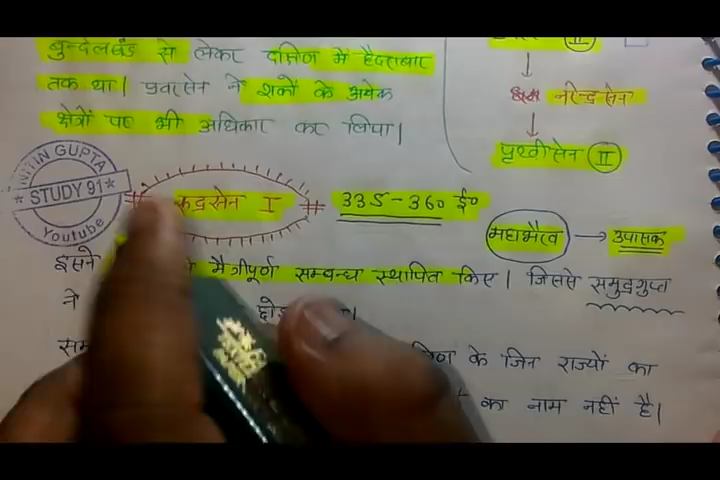 बुन्देलखंड से लेकर दक्षिण में हैदराबाद
तक था। प्रवरसेन ने शकों के अनेक
क्षेत्रों पर भी अधिकार कर लिया।
II
नरेन्द्र सेन
पृथ्वीसेन II
NITIN GUPTA
* STUDY 91 *
Youtube
रुद्रसेन I
335 - 360 ई०
महाभैरव → उपासक
इसने मैत्रीपूर्ण सम्बन्ध स्थापित किए। जिससे समुद्रगुप्त
ने
के जिन राज्यों का
का नाम नहीं है।